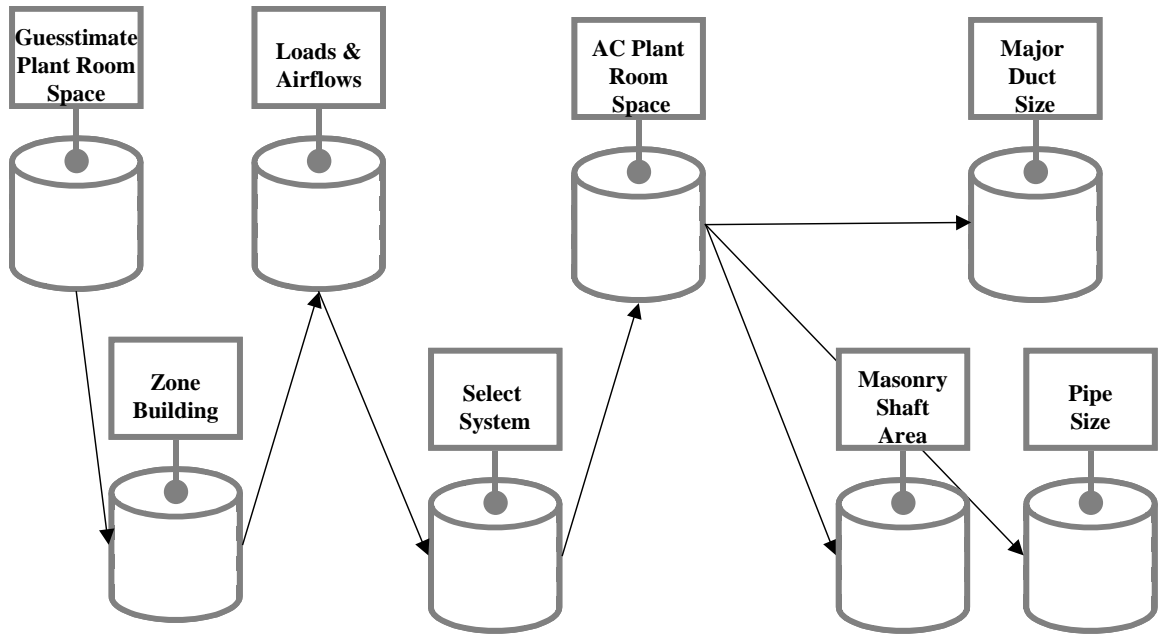 Guesstimate
Plant Room
Space
Loads &
Airflows
AC Plant
Room
Space
Major
Duct
Size
Zone
Building
Select
System
Masonry
Shaft
Area
Pipe
Size